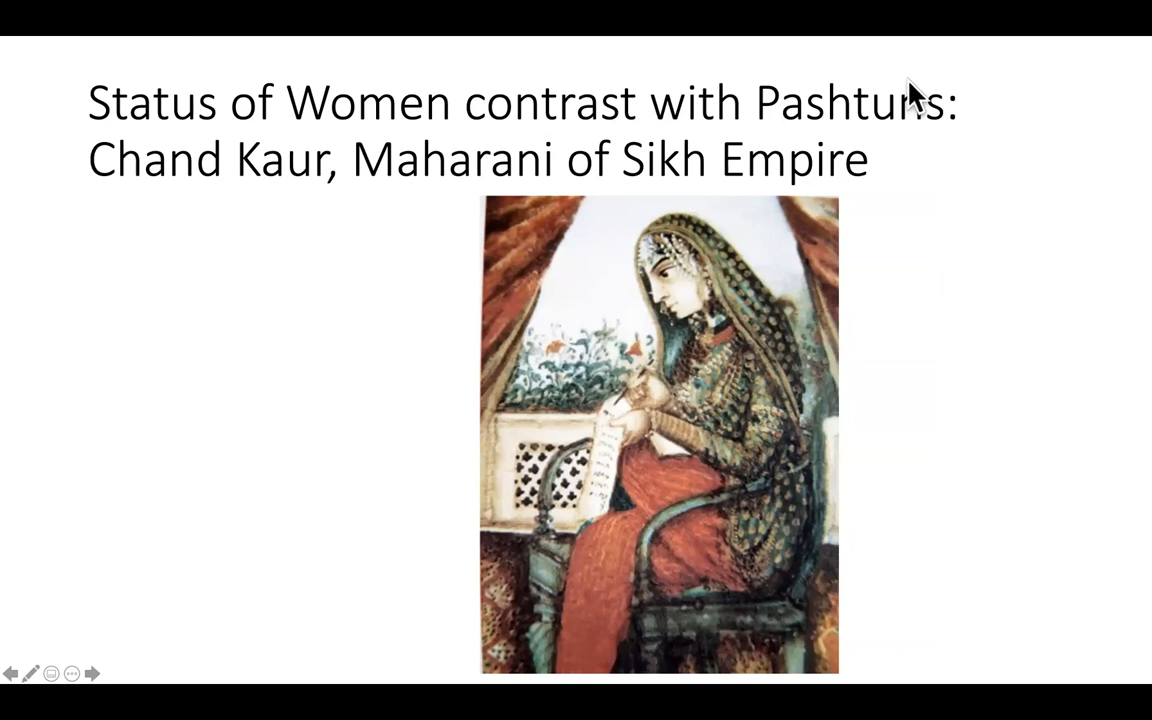 Status of Women contrast with Pashtuns:
Chand Kaur, Maharani of Sikh Empire